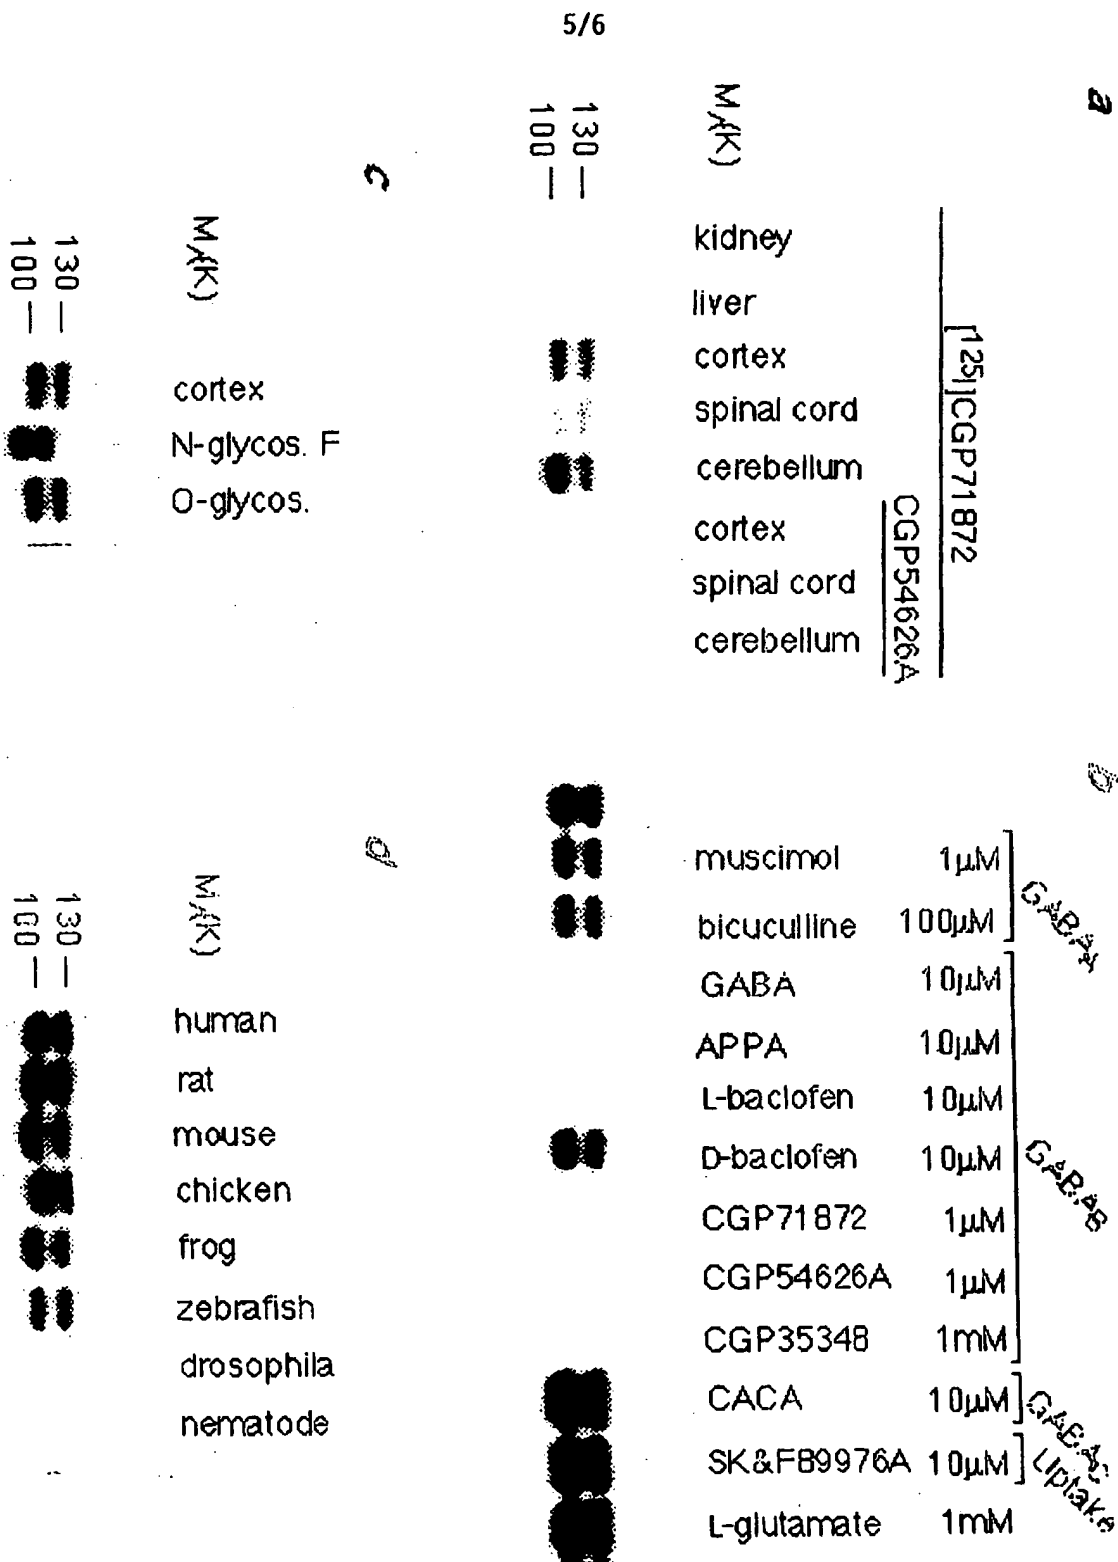 5/6
a
[¹²⁵I]CGP71872
CGP54626A
Mr(K)
kidney
liver
cortex
spinal cord
cerebellum
cortex
spinal cord
cerebellum
130 —
100 —
b
GABAA
GABAB
GABAC
Uptake
muscimol 1µM
bicuculline 100µM
GABA 10µM
APPA 10µM
L-baclofen 10µM
D-baclofen 10µM
CGP71872 1µM
CGP54626A 1µM
CGP35348 1mM
CACA 10µM
SK&F89976A 10µM
L-glutamate 1mM
c
Mr(K)
cortex
N-glycos. F
O-glycos.
130 —
100 —
d
Mr(K)
human
rat
mouse
chicken
frog
zebrafish
drosophila
nematode
130 —
100 —